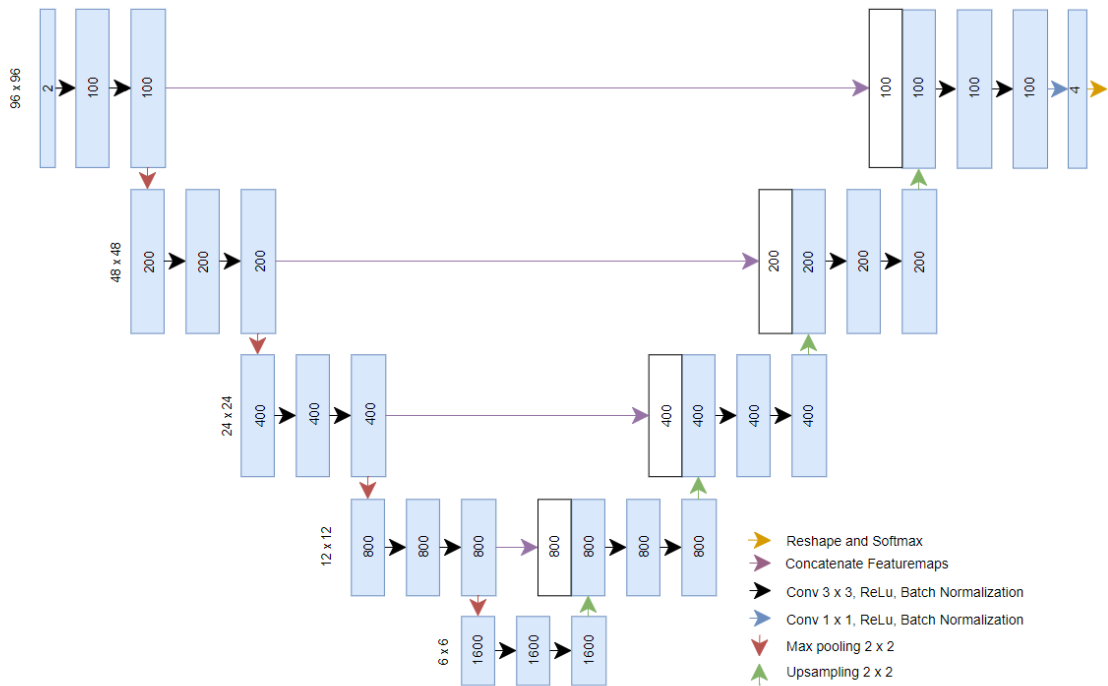 96 x 96
2
100
100
100
100
100
100
4
48 x 48
200
200
200
200
200
200
200
24 x 24
400
400
400
400
400
400
400
12 x 12
800
800
800
800
800
800
800
6 x 6
1600
1600
1600
Reshape and Softmax
Concatenate Featuremaps
Conv 3 x 3, ReLu, Batch Normalization
Conv 1 x 1, ReLu, Batch Normalization
Max pooling 2 x 2
Upsampling 2 x 2